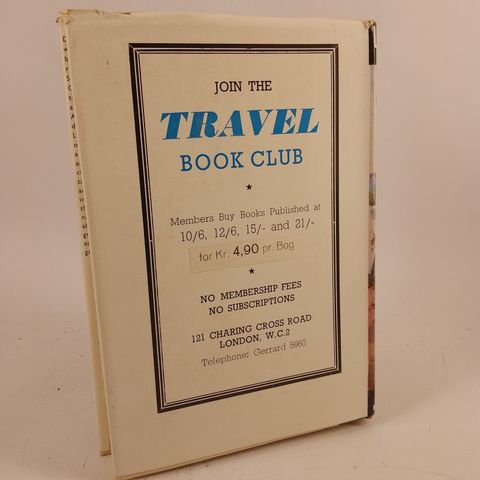 JOIN THE
TRAVEL
BOOK CLUB
★
Members Buy Books Published at
10/6, 12/6, 15/- and 21/-
for Kr. 4,90 pr. Bog
★
NO MEMBERSHIP FEES
NO SUBSCRIPTIONS
121 CHARING CROSS ROAD
LONDON, W.C.2
Telephone: Gerrard 5660